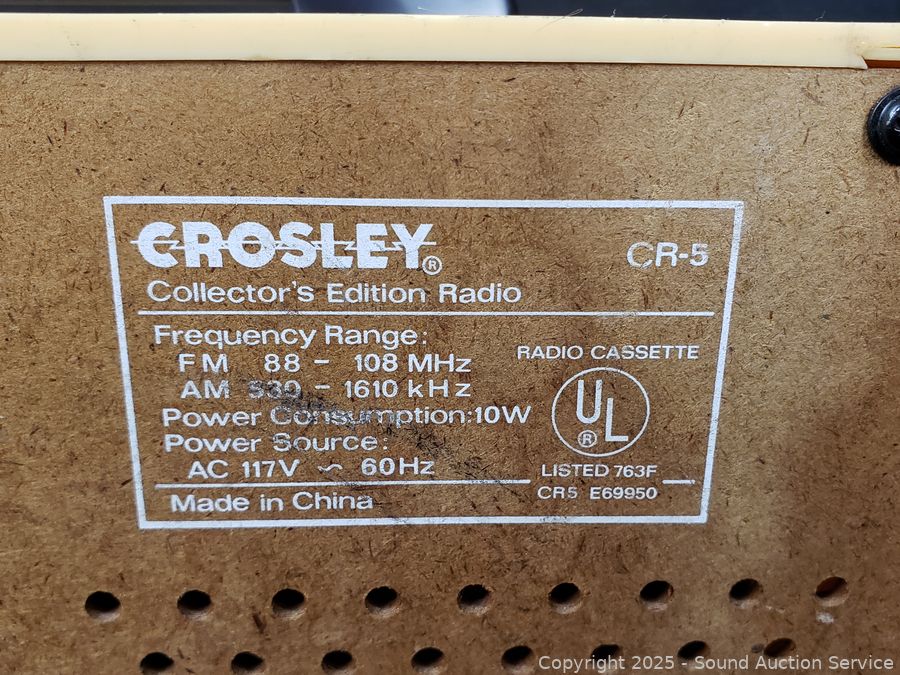 CROSLEY® CR-5
Collector's Edition Radio
Frequency Range:
FM 88 - 108 MHz
AM 530 - 1610 kHz
Power Consumption:10W
Power Source:
AC 117V ~ 60Hz
Made in China
RADIO CASSETTE
UL ®
LISTED 763F
CR5 E69950
Copyright 2025 - Sound Auction Service